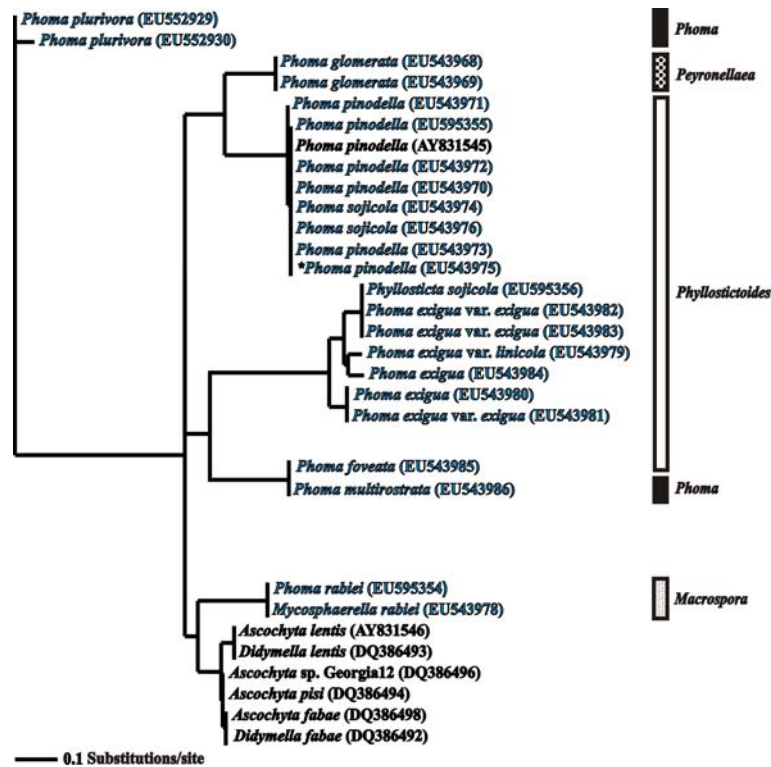 Phoma plurivora (EU552929)
Phoma plurivora (EU552930)
Phoma
Phoma glomerata (EU543968)
Phoma glomerata (EU543969)
Peyronellaea
Phoma pinodella (EU543971)
Phoma pinodella (EU595355)
Phoma pinodella (AY831545)
Phoma pinodella (EU543972)
Phoma pinodella (EU543970)
Phoma sojicola (EU543974)
Phoma sojicola (EU543976)
Phoma pinodella (EU543973)
*Phoma pinodella (EU543975)
Phyllosticta sojicola (EU595356)
Phoma exigua var. exigua (EU543982)
Phoma exigua var. exigua (EU543983)
Phoma exigua var. linicola (EU543979)
Phoma exigua (EU543984)
Phoma exigua (EU543980)
Phoma exigua var. exigua (EU543981)
Phoma foveata (EU543985)
Phyllostictoides
Phoma multirostrata (EU543986)
Phoma
Phoma rabiei (EU595354)
Mycosphaerella rabiei (EU543978)
Macrospora
Ascochyta lentis (AY831546)
Didymella lentis (DQ386493)
Ascochyta sp. Georgia12 (DQ386496)
Ascochyta pisi (DQ386494)
Ascochyta fabae (DQ386498)
Didymella fabae (DQ386492)
0.1 Substitutions/site